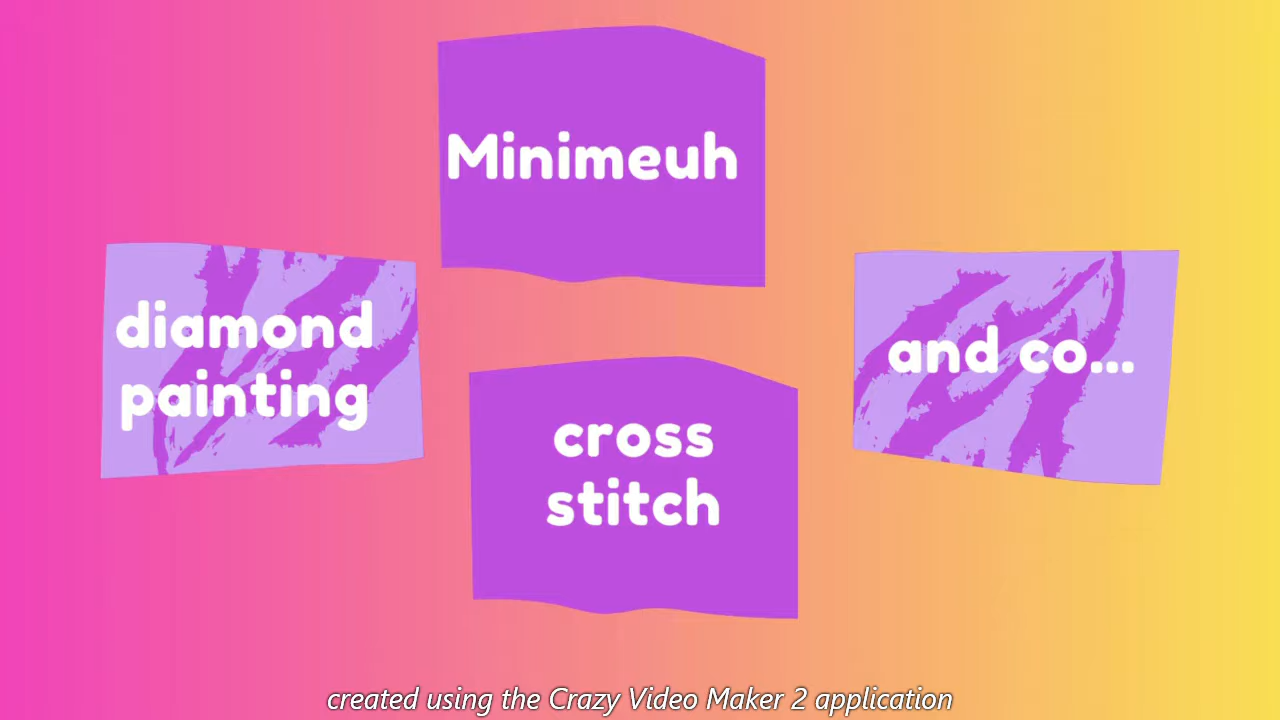 Minimeuh
diamond
painting
and co...
cross
stitch
created using the Crazy Video Maker 2 application